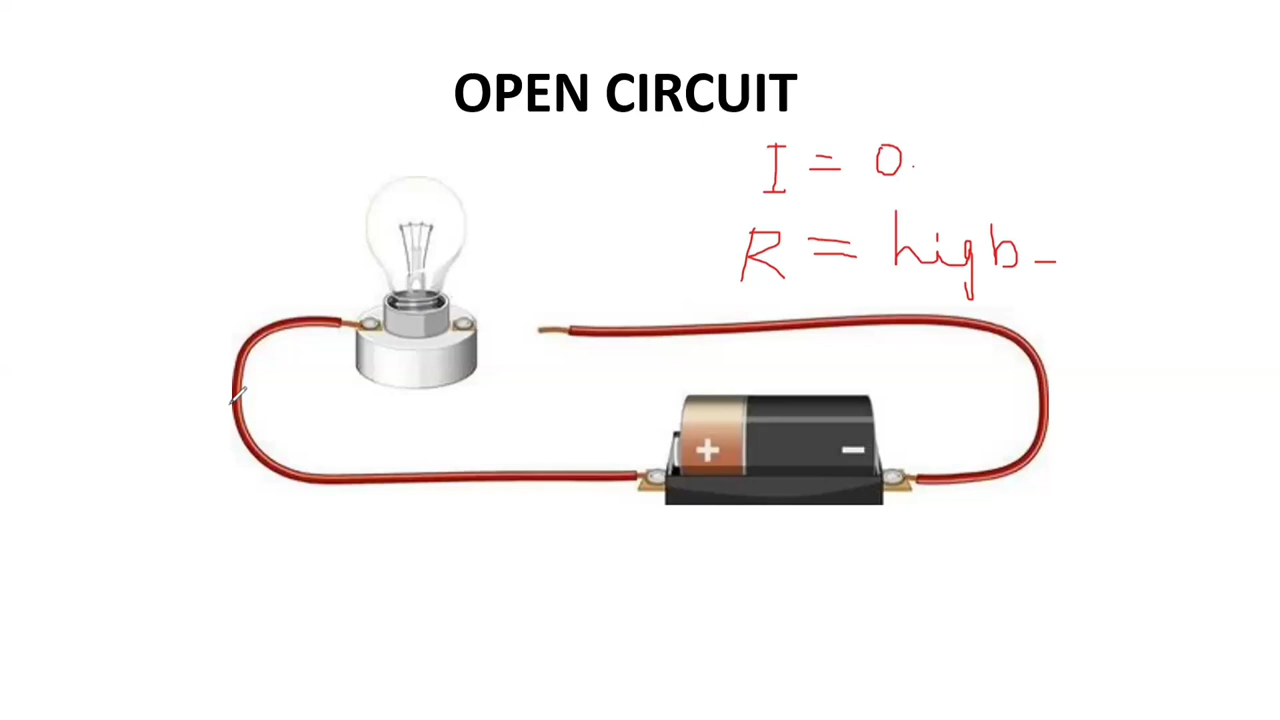 OPEN CIRCUIT
I = 0.
R = high -
+ -